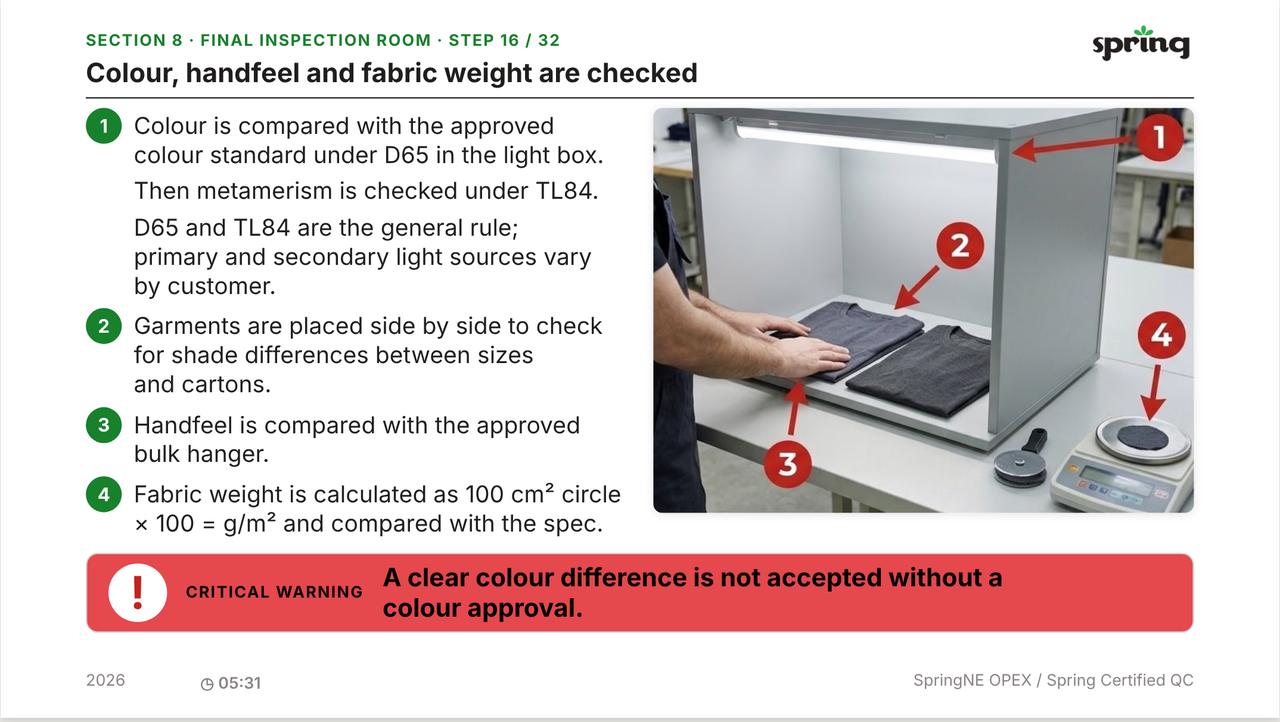 SECTION 8 · FINAL INSPECTION ROOM · STEP 16 / 32
spring
Colour, handfeel and fabric weight are checked
1 Colour is compared with the approved
colour standard under D65 in the light box.
Then metamerism is checked under TL84.
D65 and TL84 are the general rule;
primary and secondary light sources vary
by customer.
2 Garments are placed side by side to check
for shade differences between sizes
and cartons.
3 Handfeel is compared with the approved
bulk hanger.
4 Fabric weight is calculated as 100 cm² circle
× 100 = g/m² and compared with the spec.
1
2
4
3
! CRITICAL WARNING
A clear colour difference is not accepted without a
colour approval.
2026
05:31
SpringNE OPEX / Spring Certified QC